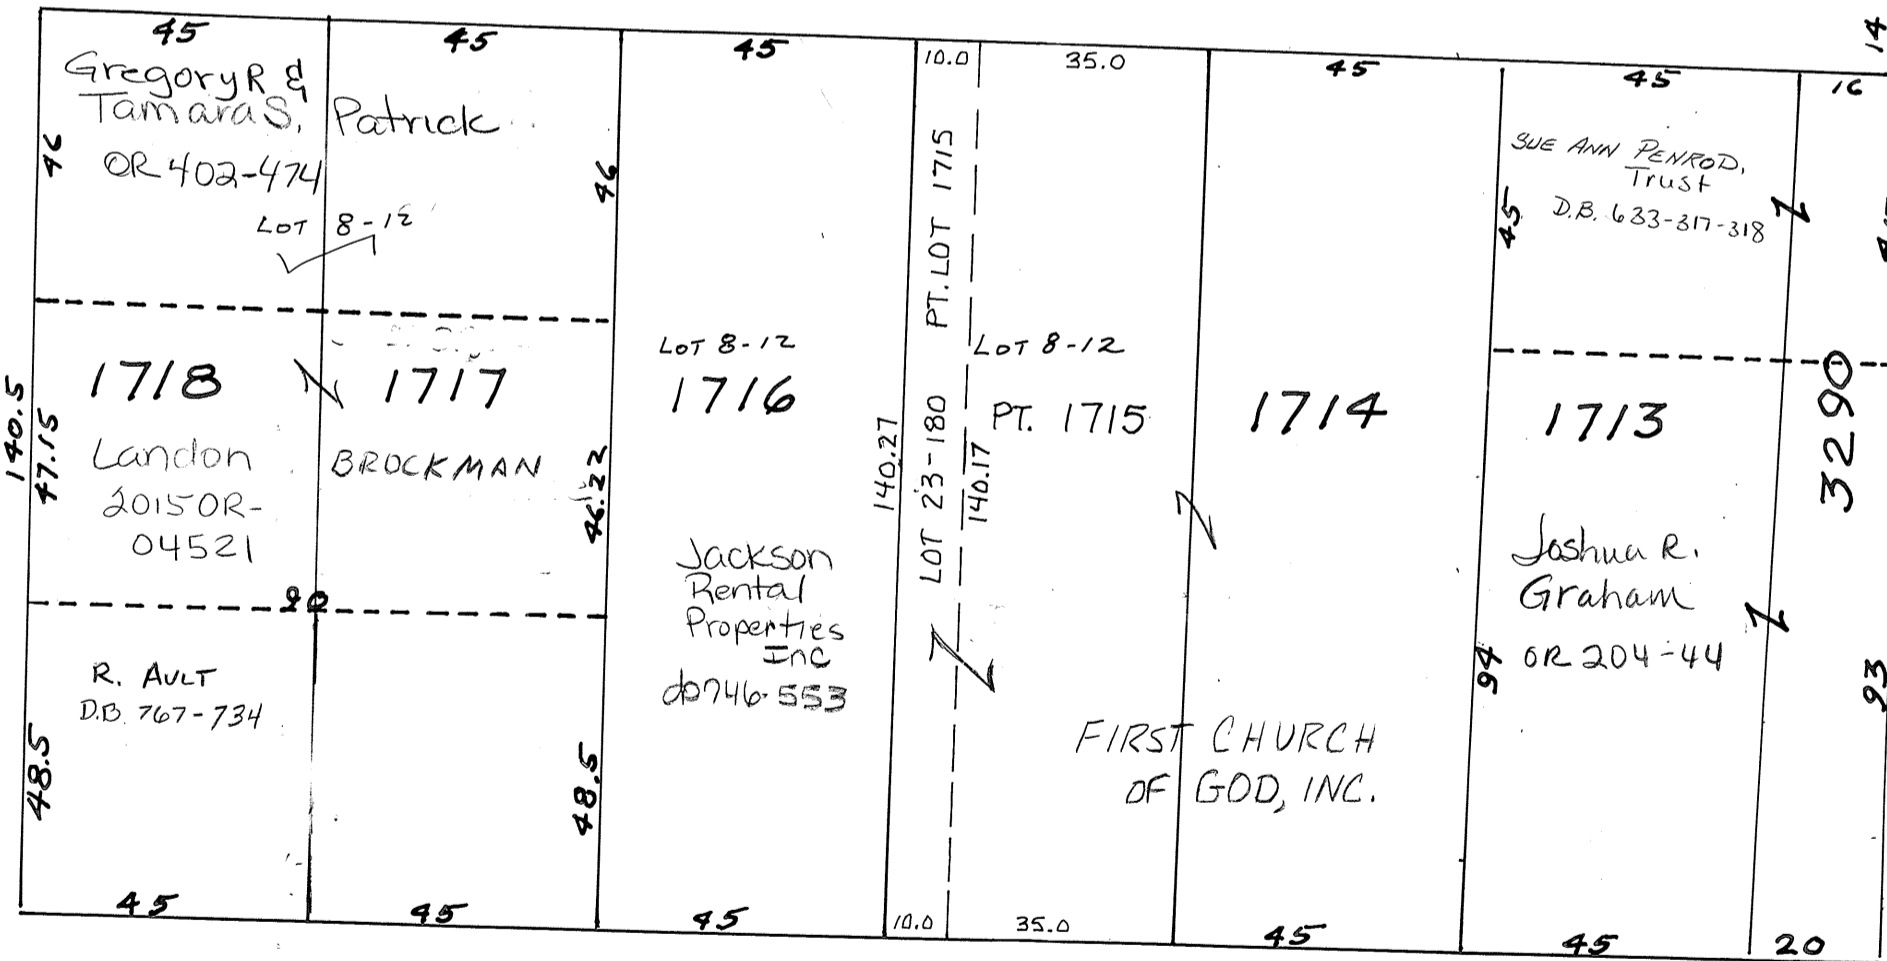 45
45
45
10.0
35.0
45
45
16
14
Gregory R &
Tamara S. Patrick
OR 402-474
LOT 8-12
46
46
SUE ANN PENROD,
Trust
D.B. 633-317-318
45
PT. LOT 1715
LOT 23-180
140.27
140.17
140.5
47.15
1718
1717
Landon BROCKMAN
2015OR-
04521
46.22
90
R. AULT
D.B. 767-734
48.5
48.5
LOT 8-12
1716
Jackson
Rental
Properties
Inc
db746-553
LOT 8-12
PT. 1715
1714
FIRST CHURCH
OF GOD, INC.
1713
Joshua R.
Graham
OR 204-44
94
3290
93
45
45
45
10.0
35.0
45
45
20